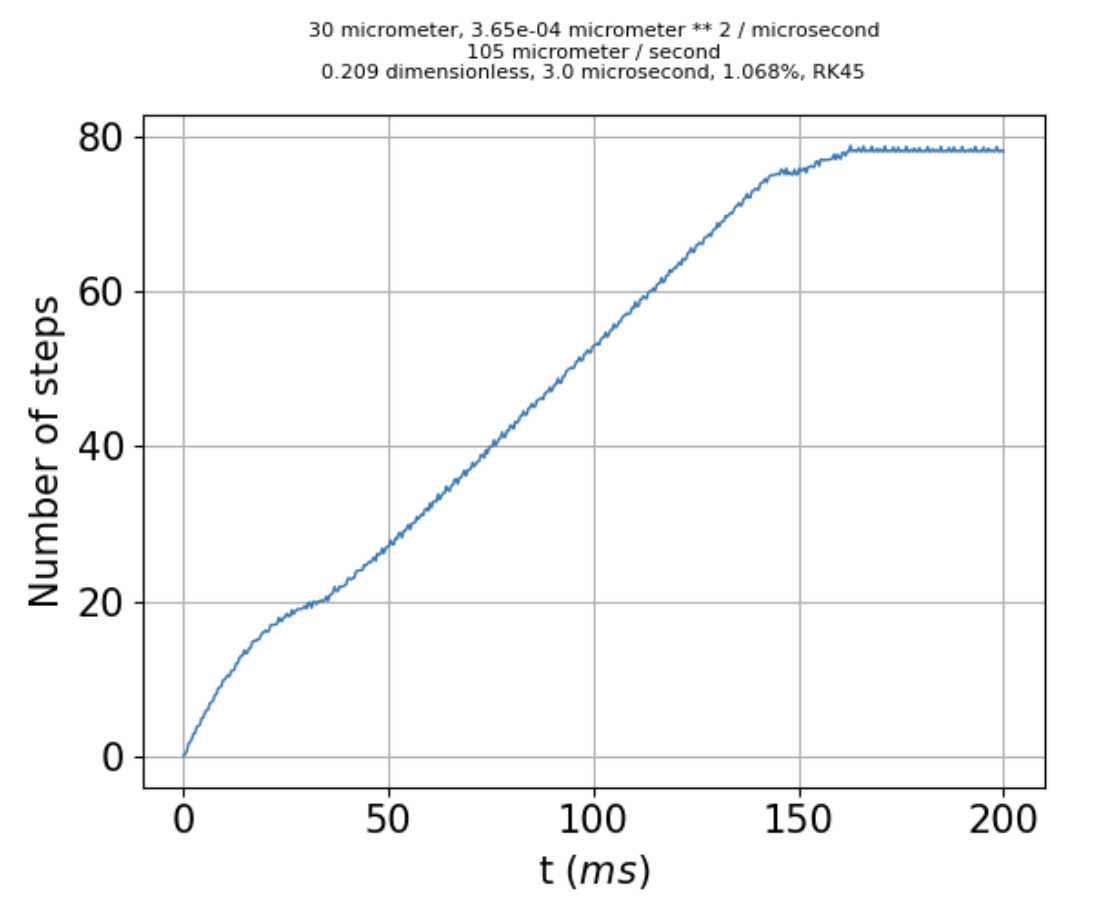 30 micrometer, 3.65e-04 micrometer ** 2 / microsecond
105 micrometer / second
0.209 dimensionless, 3.0 microsecond, 1.068%, RK45
80
60
40
20
0
Number of steps
0 50 100 150 200
t (ms)